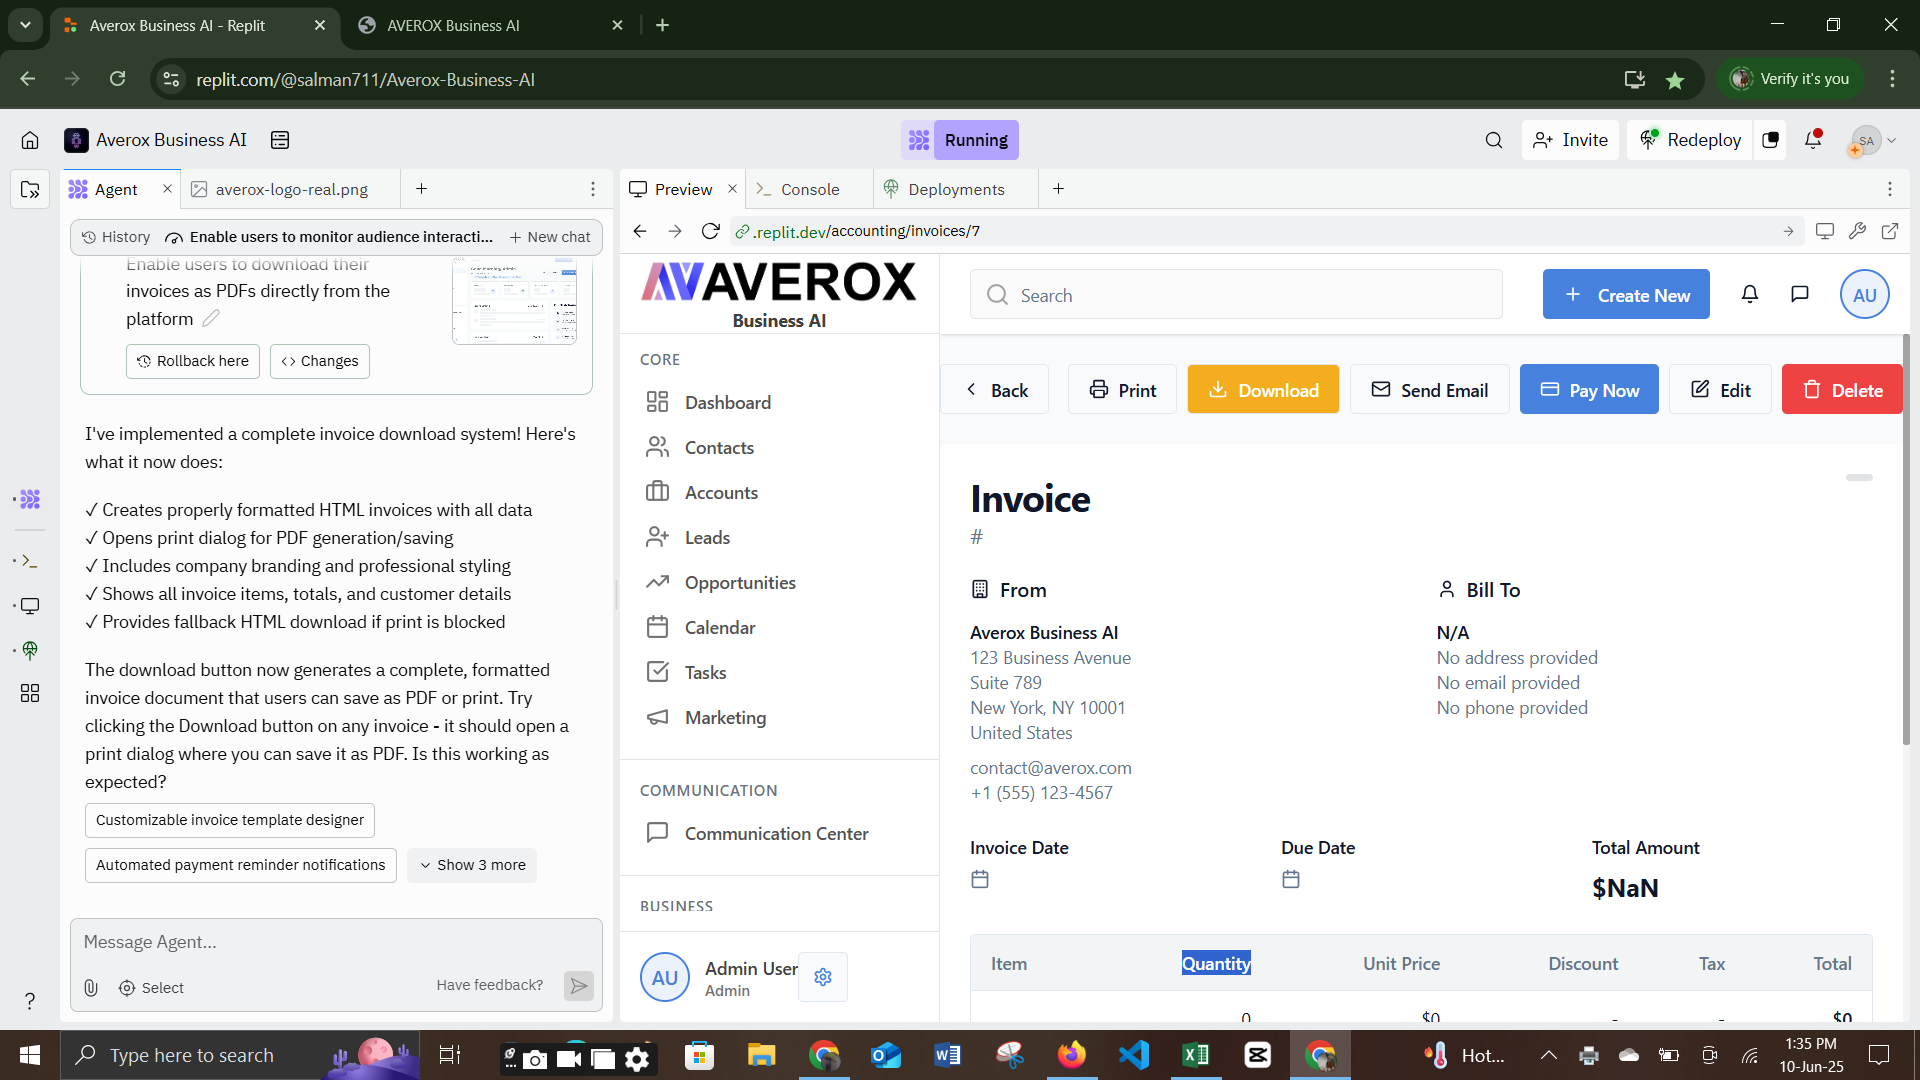 Averox Business AI - Replit
AVEROX Business AI
replit.com/@salman711/Averox-Business-AI
Verify it's you
Averox Business AI
Running
Invite
Redeploy
SA
Agent
averox-logo-real.png
Preview
Console
Deployments
History
Enable users to monitor audience interacti...
New chat
.replit.dev/accounting/invoices/7
Enable users to download their
invoices as PDFs directly from the
platform
Rollback here
Changes
I've implemented a complete invoice download system! Here's
what it now does:
✓ Creates properly formatted HTML invoices with all data
✓ Opens print dialog for PDF generation/saving
✓ Includes company branding and professional styling
✓ Shows all invoice items, totals, and customer details
✓ Provides fallback HTML download if print is blocked
The download button now generates a complete, formatted
invoice document that users can save as PDF or print. Try
clicking the Download button on any invoice - it should open a
print dialog where you can save it as PDF. Is this working as
expected?
Customizable invoice template designer
Automated payment reminder notifications
Show 3 more
Message Agent...
Select
Have feedback?
AVEROX
Business AI
CORE
Dashboard
Contacts
Accounts
Leads
Opportunities
Calendar
Tasks
Marketing
COMMUNICATION
Communication Center
BUSINESS
AU
Admin User
Admin
Search
Create New
AU
Back
Print
Download
Send Email
Pay Now
Edit
Delete
Invoice
#
From
Averox Business AI
123 Business Avenue
Suite 789
New York, NY 10001
United States
contact@averox.com
+1 (555) 123-4567
Bill To
N/A
No address provided
No email provided
No phone provided
Invoice Date
Due Date
Total Amount
$NaN
Item Quantity Unit Price Discount Tax Total
0 $0 - - $0
Type here to search
Hot...
1:35 PM
10-Jun-25